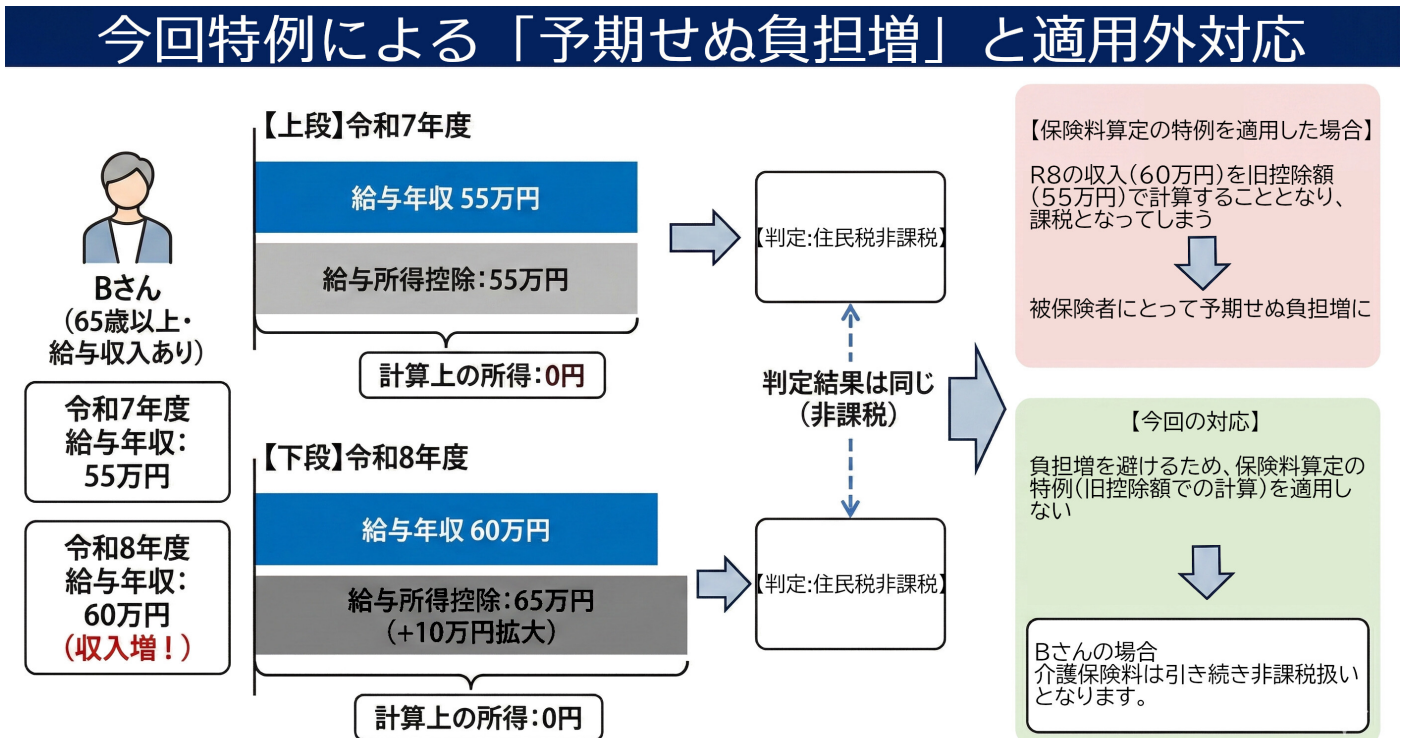 今回特例による「予期せぬ負担増」と適用外対応
Bさん
(65歳以上・
給与収入あり)
令和7年度
給与年収:
55万円
令和8年度
給与年収:
60万円
(収入増!)
【上段】令和7年度
給与年収 55万円
給与所得控除:55万円
計算上の所得:0円
【判定:住民税非課税】
【下段】令和8年度
給与年収 60万円
給与所得控除:65万円
(+10万円拡大)
計算上の所得:0円
【判定:住民税非課税】
判定結果は同じ
(非課税)
【保険料算定の特例を適用した場合】
R8の収入(60万円)を旧控除額
(55万円)で計算することとなり、
課税となってしまう
被保険者にとって予期せぬ負担増に
【今回の対応】
負担増を避けるため、保険料算定の
特例(旧控除額での計算)を適用し
ない
Bさんの場合
介護保険料は引き続き非課税扱い
となります。